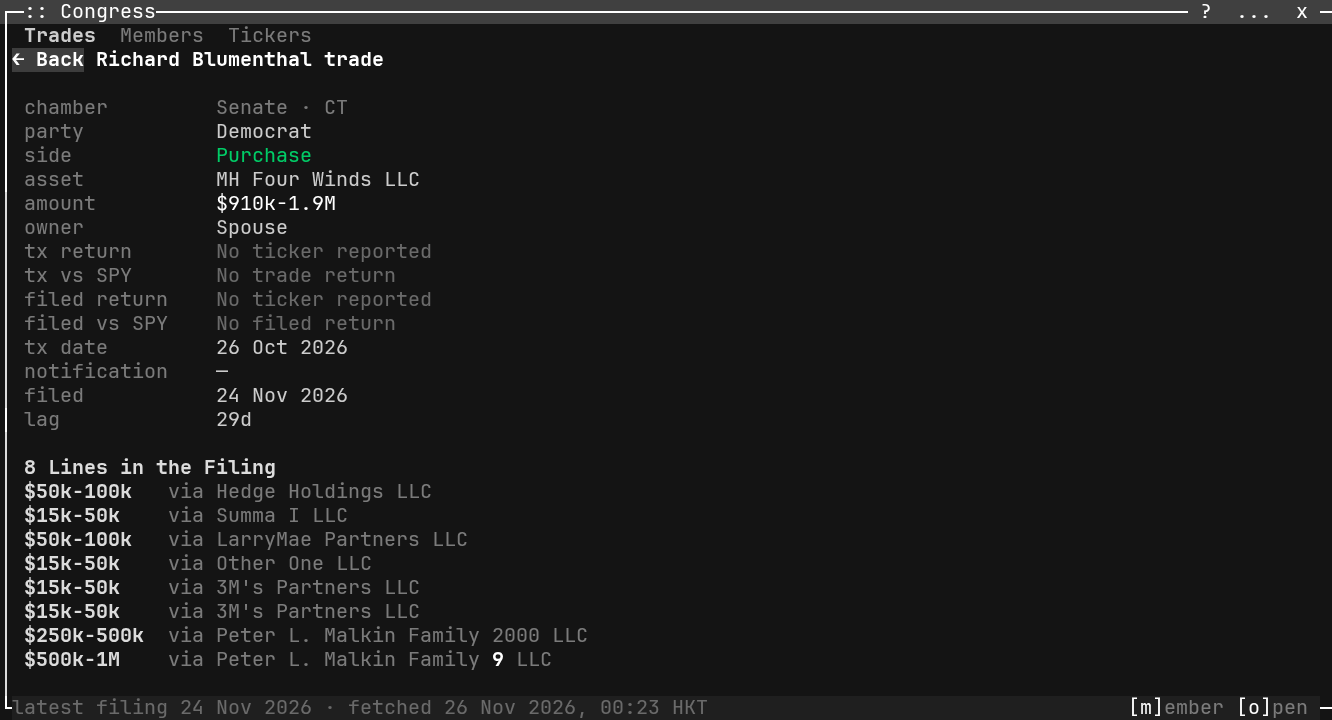 :: Congress ? ... x
Trades Members Tickers
← Back Richard Blumenthal trade
chamber Senate · CT
party Democrat
side Purchase
asset MH Four Winds LLC
amount $910k-1.9M
owner Spouse
tx return No ticker reported
tx vs SPY No trade return
filed return No ticker reported
filed vs SPY No filed return
tx date 26 Oct 2026
notification —
filed 24 Nov 2026
lag 29d
8 Lines in the Filing
$50k-100k via Hedge Holdings LLC
$15k-50k via Summa I LLC
$50k-100k via LarryMae Partners LLC
$15k-50k via Other One LLC
$15k-50k via 3M's Partners LLC
$15k-50k via 3M's Partners LLC
$250k-500k via Peter L. Malkin Family 2000 LLC
$500k-1M via Peter L. Malkin Family 9 LLC
latest filing 24 Nov 2026 · fetched 26 Nov 2026, 00:23 HKT [m]ember [o]pen